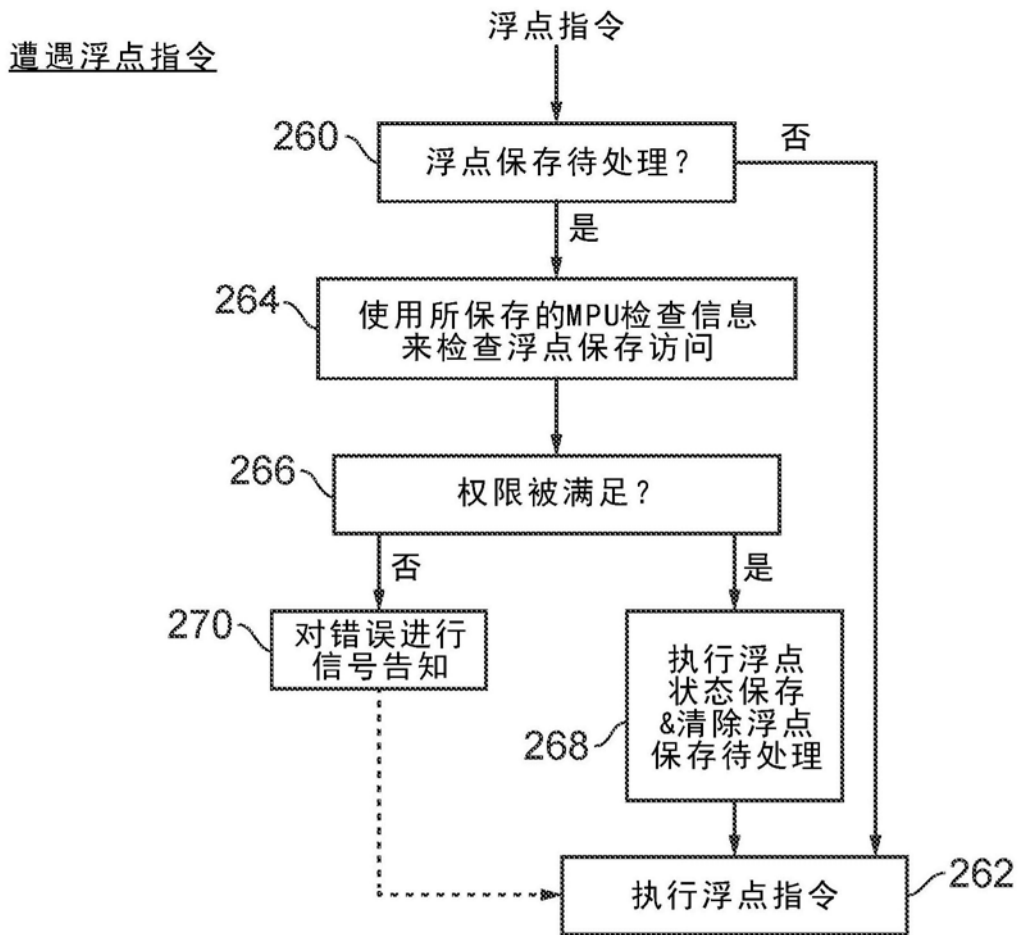 遭遇浮点指令
浮点指令
260
浮点保存待处理?
否
是
264
使用所保存的MPU检查信息
来检查浮点保存访问
266
权限被满足?
否
是
270
对错误进行
信号告知
268
执行浮点
状态保存
&清除浮点
保存待处理
262
执行浮点指令